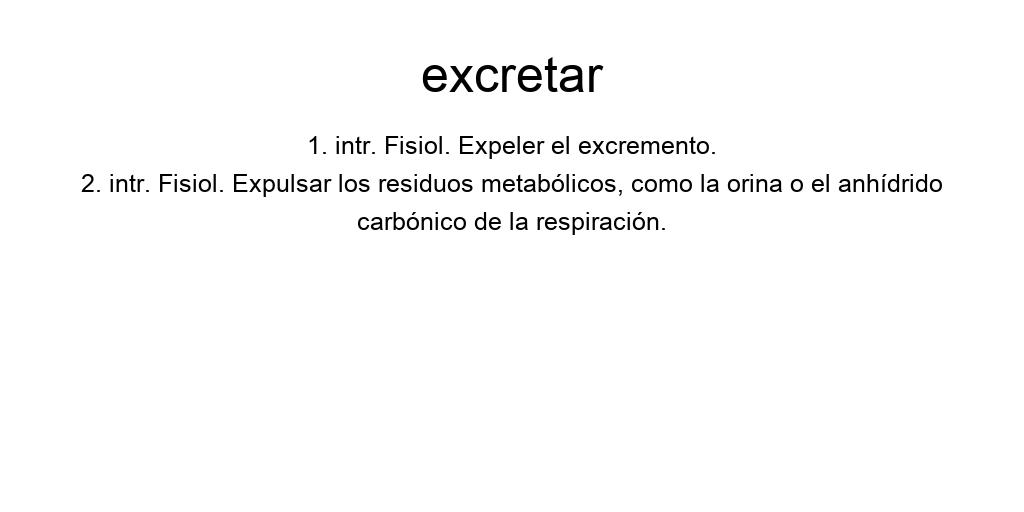 excretar
1. intr. Fisiol. Expeler el excremento.
2. intr. Fisiol. Expulsar los residuos metabólicos, como la orina o el anhídrido
carbónico de la respiración.